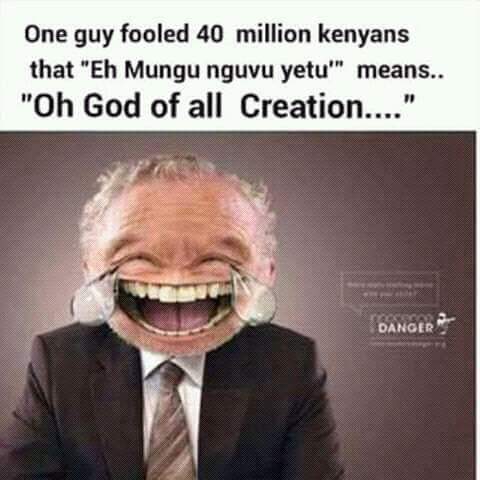 One guy fooled 40 million kenyans
that "Eh Mungu nguvu yetu'" means..
"Oh God of all Creation...."
DANGER